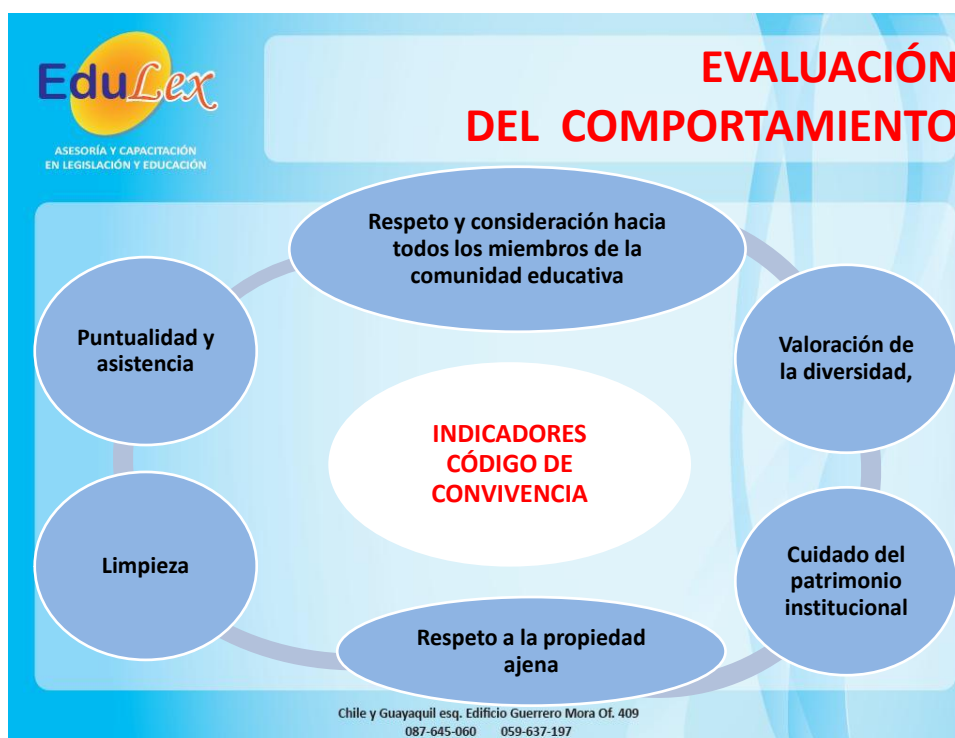 EduLex
ASESORÍA Y CAPACITACIÓN
EN LEGISLACIÓN Y EDUCACIÓN
EVALUACIÓN
DEL COMPORTAMIENTO
Respeto y consideración hacia
todos los miembros de la
comunidad educativa
Puntualidad y
asistencia
Valoración de
la diversidad,
INDICADORES
CÓDIGO DE
CONVIVENCIA
Limpieza
Cuidado del
patrimonio
institucional
Respeto a la propiedad
ajena
Chile y Guayaquil esq. Edificio Guerrero Mora Of. 409
087-645-060 059-637-197